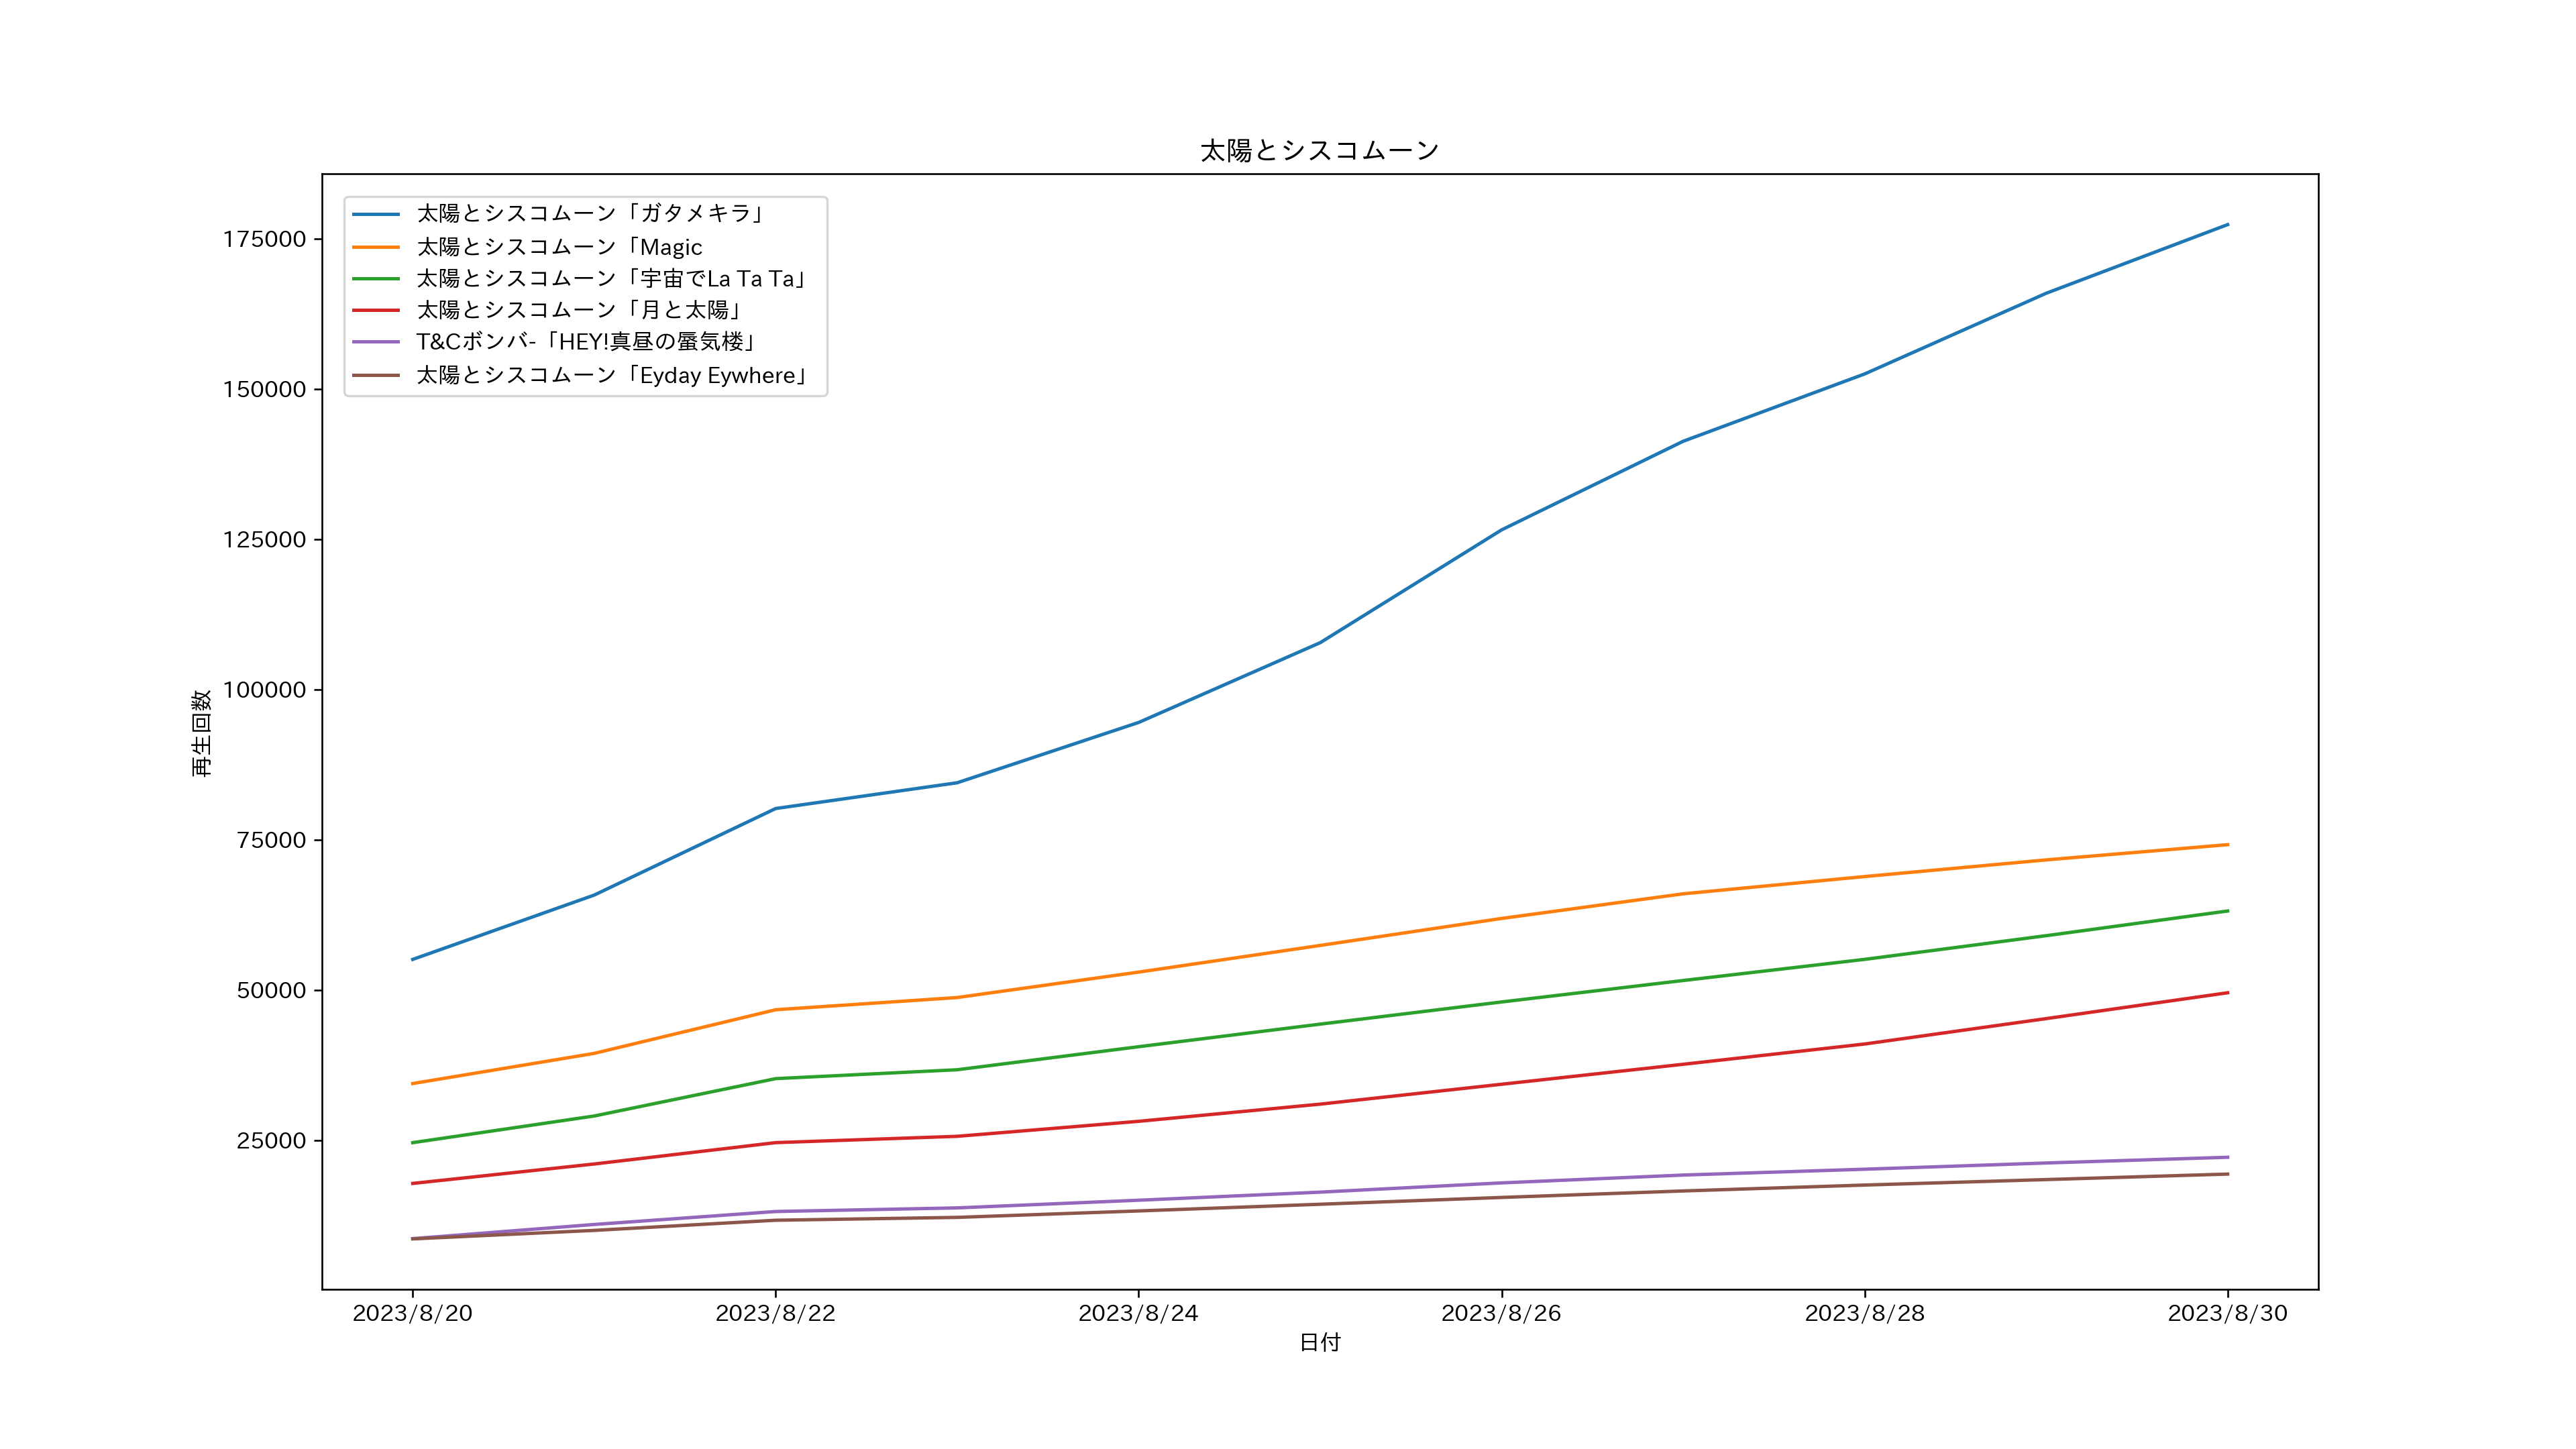 太陽とシスコムーン
太陽とシスコムーン「ガタメキラ」
太陽とシスコムーン「Magic
太陽とシスコムーン「宇宙でLa Ta Ta」
太陽とシスコムーン「月と太陽」
T&Cボンバ-「HEY!真昼の蜃気楼」
太陽とシスコムーン「Eyday Eywhere」
175000
150000
125000
100000
75000
50000
25000
再生回数
2023/8/20 2023/8/22 2023/8/24 2023/8/26 2023/8/28 2023/8/30
日付